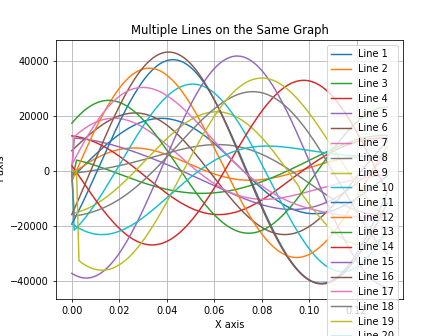 Multiple Lines on the Same Graph
40000
20000
0
−20000
−40000
0.00
0.02
0.04
0.06
0.08
0.10
X axis
axis
Line 1
Line 2
Line 3
Line 4
Line 5
Line 6
Line 7
Line 8
Line 9
Line 10
Line 11
Line 12
Line 13
Line 14
Line 15
Line 16
Line 17
Line 18
Line 19
Line 20